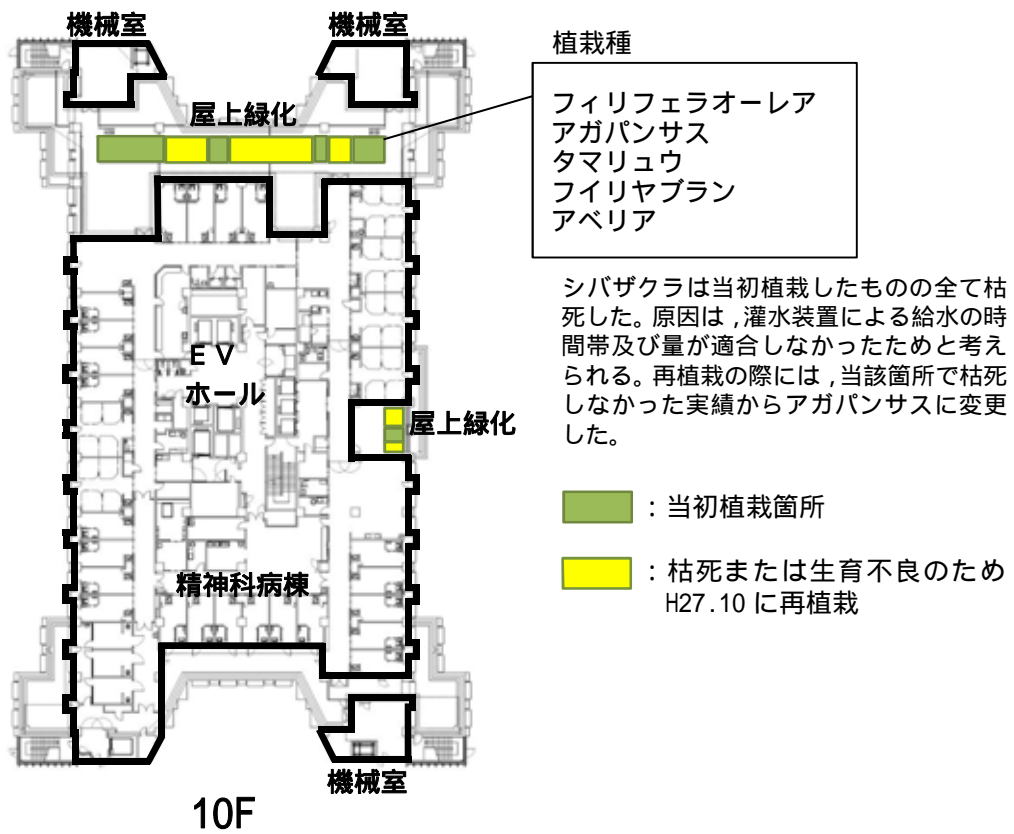 機械室
機械室
植栽種
屋上緑化
フィリフェラオーレア
アガパンサス
タマリュウ
フイリヤブラン
アベリア
シバザクラは当初植栽したものの全て枯
死した。原因は，灌水装置による給水の時
間帯及び量が適合しなかったためと考え
られる。再植栽の際には，当該箇所で枯死
しなかった実績からアガパンサスに変更
した。
ＥＶ
ホール
屋上緑化
：当初植栽箇所
：枯死または生育不良のため
H27.10 に再植栽
精神科病棟
機械室
10F